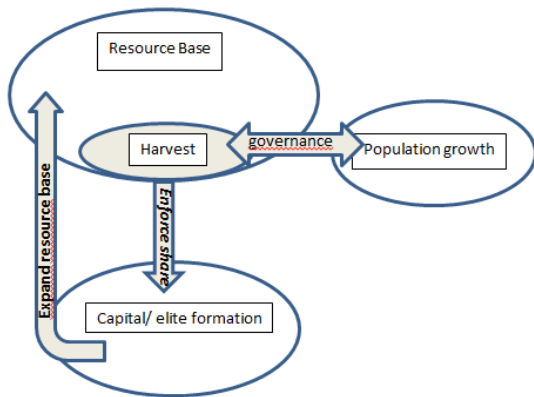 Resource Base
Harvest
governance
Population growth
Enforce share
Expand resource base
Capital/ elite formation